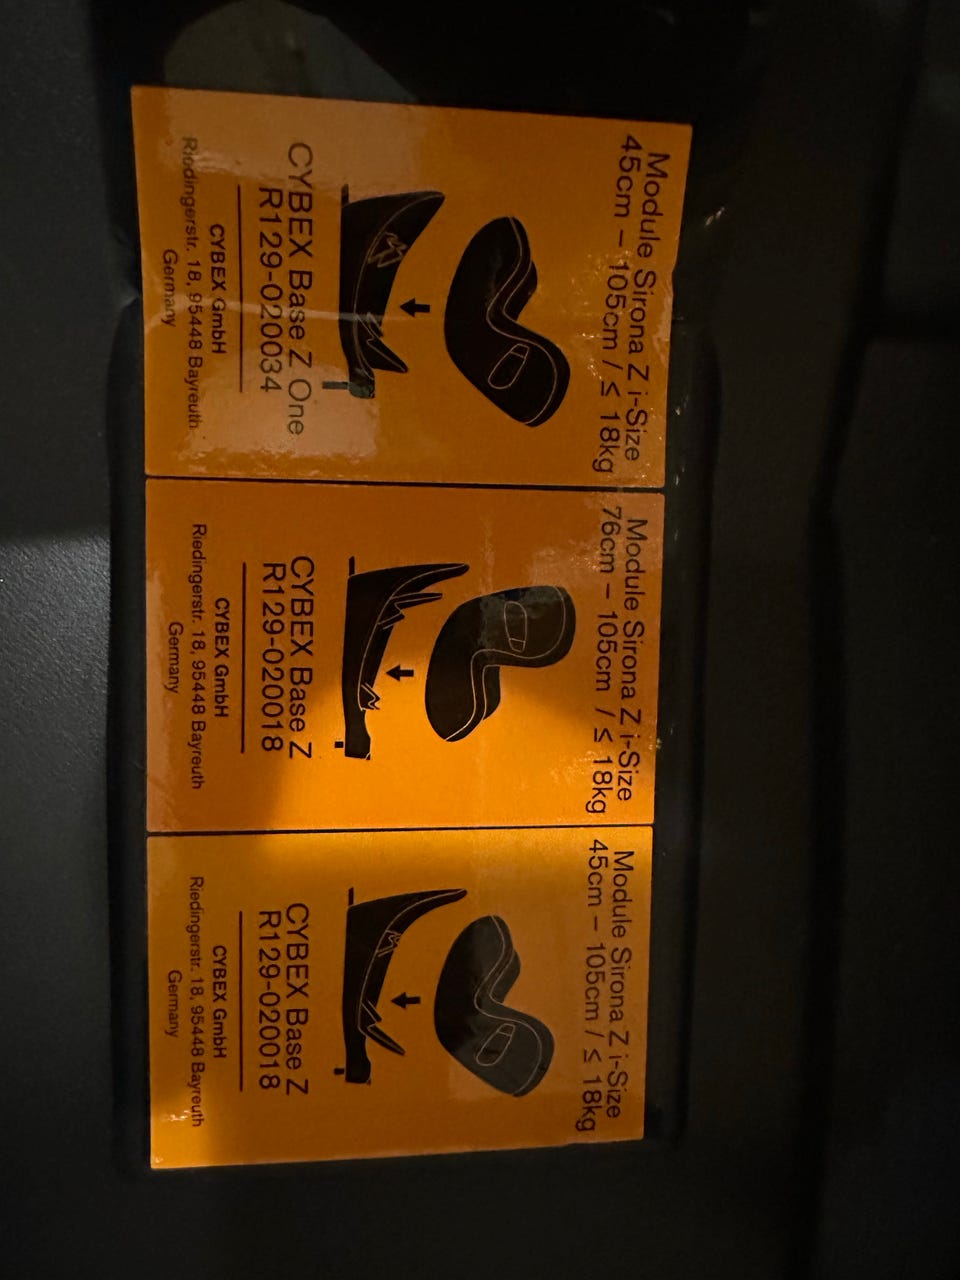 Module Sirona Z i-Size
45cm – 105cm / ≤ 18kg
CYBEX Base Z One
R129-020034
CYBEX GmbH
Riedingerstr. 18, 95448 Bayreuth
Germany
Module Sirona Z i-Size
76cm – 105cm / ≤ 18kg
CYBEX Base Z
R129-020018
CYBEX GmbH
Riedingerstr. 18, 95448 Bayreuth
Germany
Module Sirona Z i-Size
45cm – 105cm / ≤ 18kg
CYBEX Base Z
R129-020018
CYBEX GmbH
Riedingerstr. 18, 95448 Bayreuth
Germany